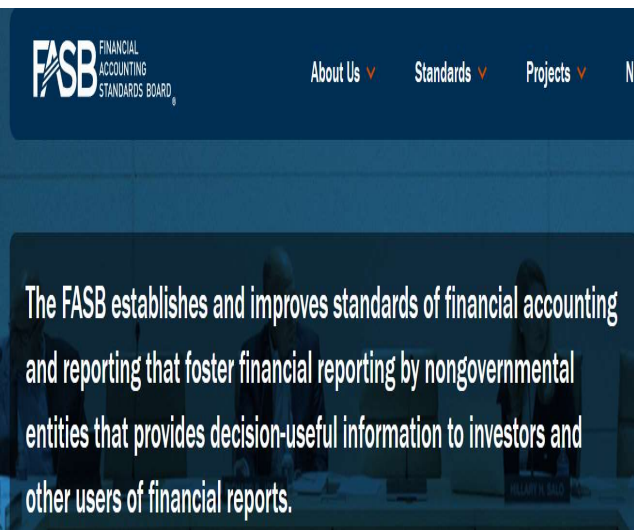 FASB
FINANCIAL
ACCOUNTING
STANDARDS BOARD®
About Us
Standards
Projects
N
The FASB establishes and improves standards of financial accounting
and reporting that foster financial reporting by nongovernmental
entities that provides decision-useful information to investors and
other users of financial reports.
HILLARY H. SALO